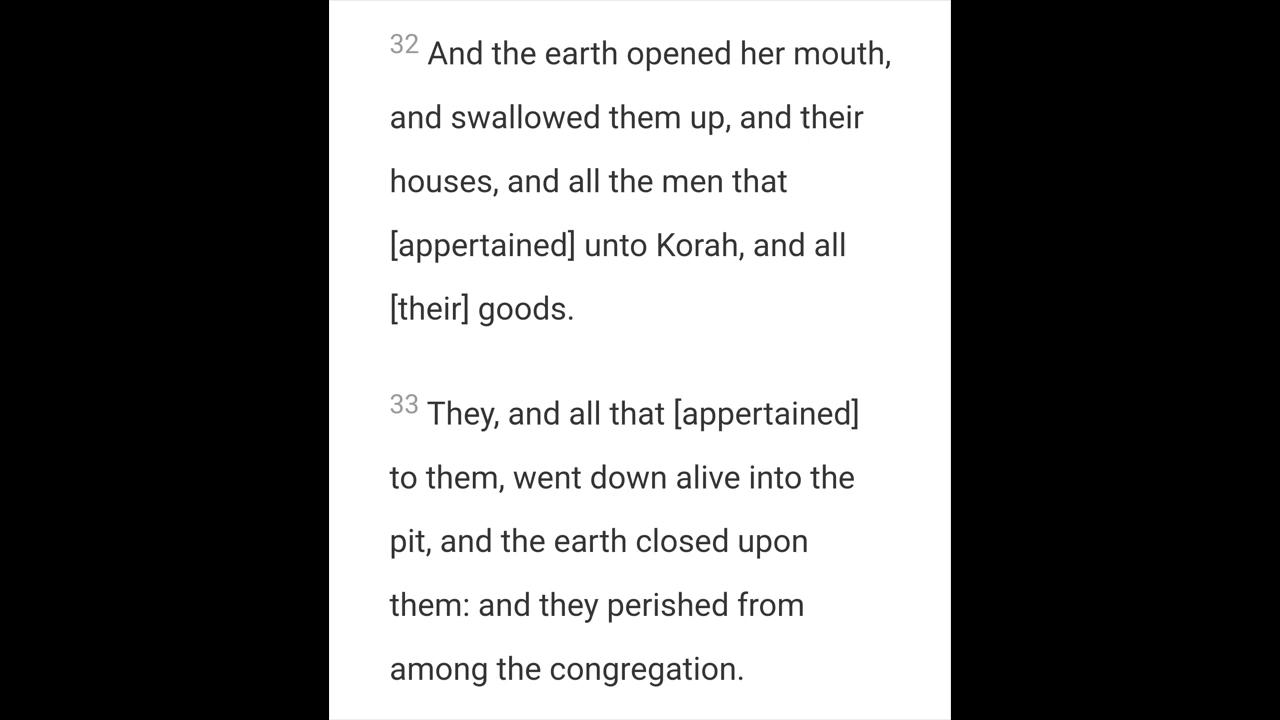 32 And the earth opened her mouth,
and swallowed them up, and their
houses, and all the men that
[appertained] unto Korah, and all
[their] goods.
33 They, and all that [appertained]
to them, went down alive into the
pit, and the earth closed upon
them: and they perished from
among the congregation.